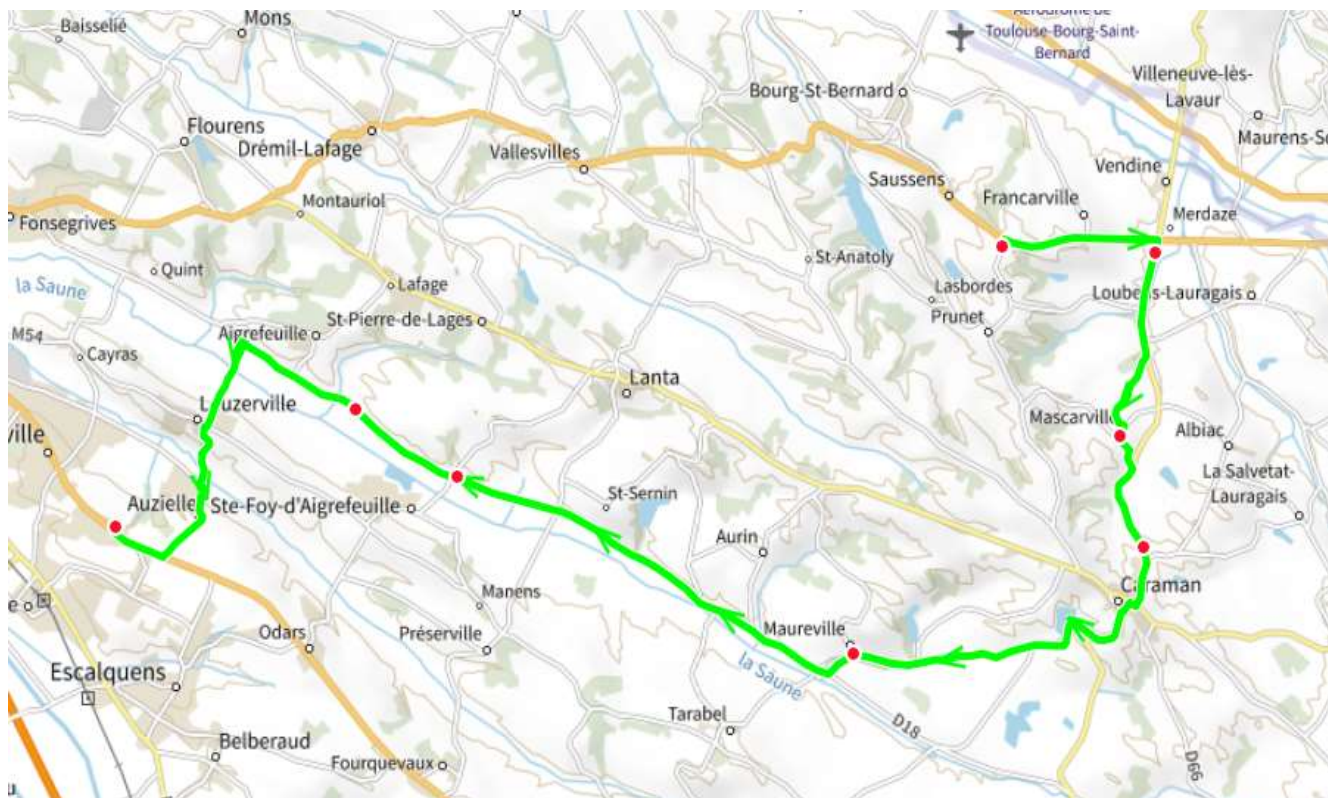 Baisselié
Mons
Aérodrome de
Toulouse-Bourg-Saint-
Bernard
Villeneuve-lès-
Lavaur
Bourg-St-Bernard
Flourens
Drémil-Lafage
Vallesvilles
Vendine
Saussens
Francarville
Montauriol
Merdaze
Fonsegrives
Quint
St-Anatoly
la Saune
Lafage
Lasbordes
Loubens-Lauragais
Prunet
M54
Aigrefeuille
St-Pierre-de-Lages
Cayras
Lanta
Mascarville
Albiac
ville
La Salvetat-
Lauragais
Auzielle
Ste-Foy-d'Aigrefeuille
St-Sernin
Aurin
Manens
Caraman
Odars
Préserville
Maureville
Escalquens
la Saune
Tarabel
D18
Belberaud
Fourquevaux
D66